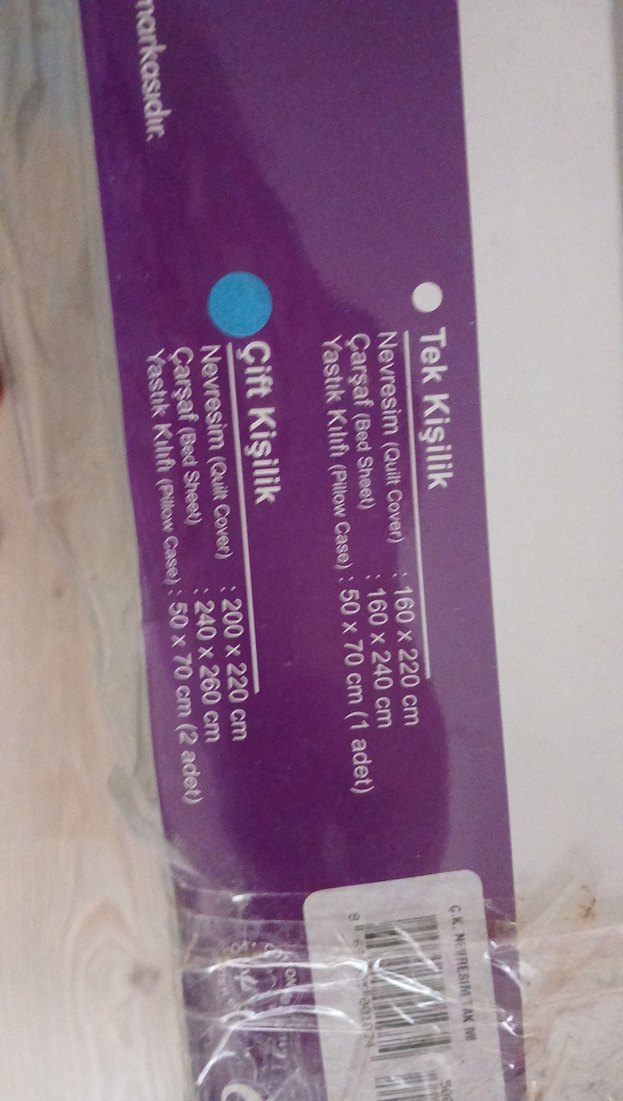 markasıdır.
Tek Kişilik
Nevresim (Quilt Cover) : 160 x 220 cm
Çarşaf (Bed Sheet) : 160 x 240 cm
Yastık Kılıfı (Pillow Case) : 50 x 70 cm (1 adet)
Çift Kişilik
Nevresim (Quilt Cover) : 200 x 220 cm
Çarşaf (Bed Sheet) : 240 x 260 cm
Yastık Kılıfı (Pillow Case) : 50 x 70 cm (2 adet)
Ç.K. NEVRESİM